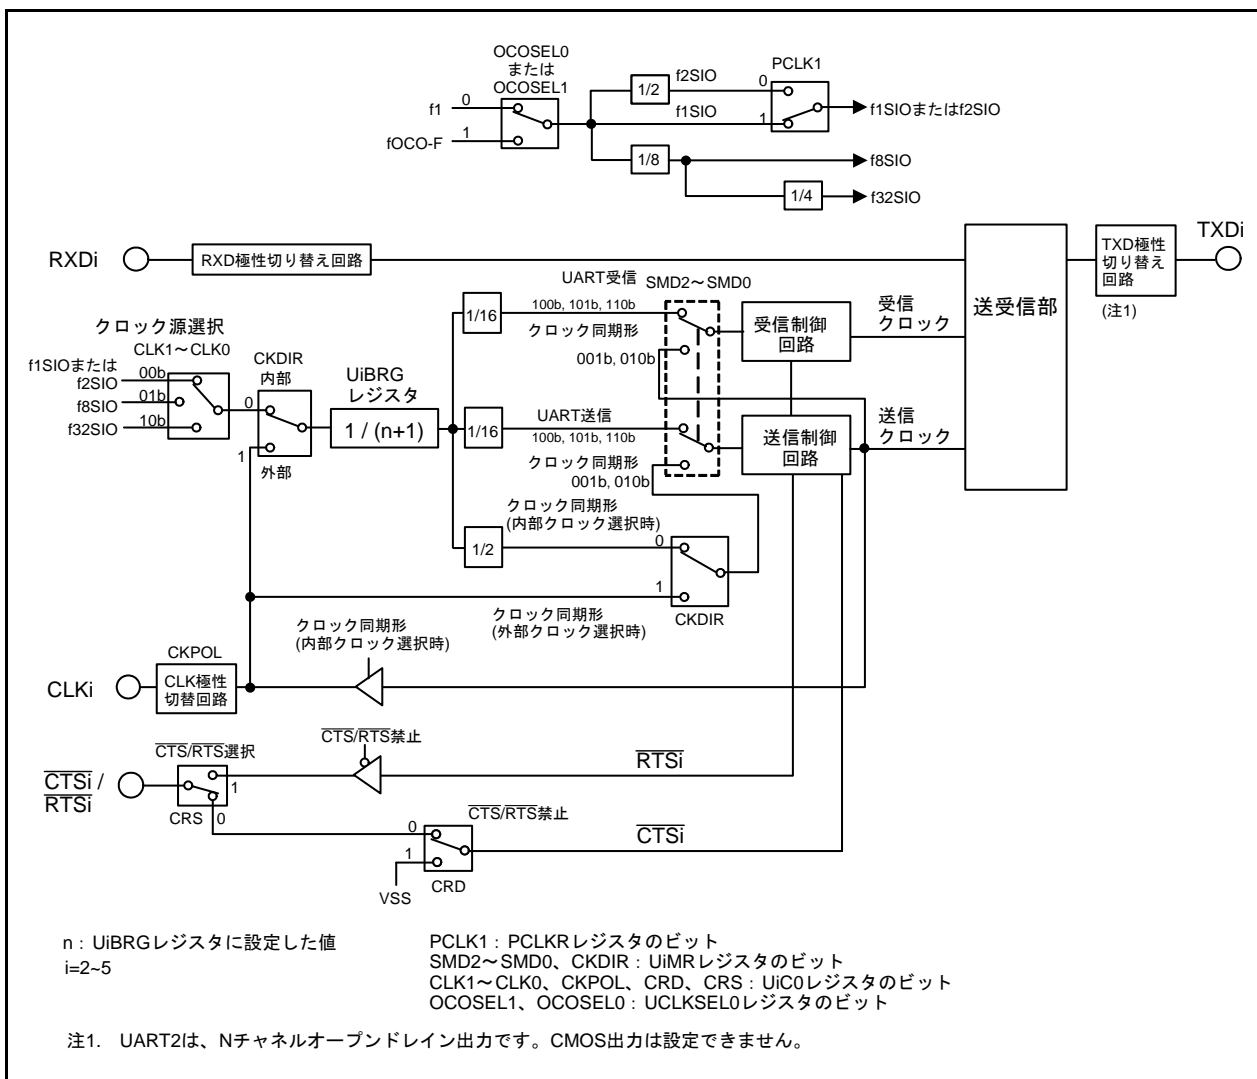 OCOSEL0
または
OCOSEL1
PCLK1
f1
0
fOCO-F
1
1/2
f2SIO
0
f1SIO
1
f1SIOまたはf2SIO
1/8
f8SIO
1/4
f32SIO
RXDi
RXD極性切り替え回路
送受信部
TXD極性
切り替え
回路
(注1)
TXDi
クロック源選択
CLK1～CLK0
f1SIOまたは
f2SIO
00b
f8SIO
01b
f32SIO
10b
CKDIR
内部
0
1
外部
UiBRG
レジスタ
1 / (n+1)
1/16
UART受信
100b, 101b, 110b
クロック同期形
001b, 010b
SMD2～SMD0
受信制御
回路
受信
クロック
1/16
UART送信
100b, 101b, 110b
クロック同期形
001b, 010b
送信制御
回路
送信
クロック
クロック同期形
(内部クロック選択時)
1/2
0
1
CKDIR
クロック同期形
(外部クロック選択時)
クロック同期形
(内部クロック選択時)
CLKi
CKPOL
CLK極性
切替回路
CTSi /
RTSi
CTS/RTS選択
1
CRS
0
CTS/RTS禁止
RTSi
CTS/RTS禁止
0
1
VSS
CRD
CTSi
n : UiBRGレジスタに設定した値
i=2~5
PCLK1 : PCLKRレジスタのビット
SMD2～SMD0、CKDIR : UiMRレジスタのビット
CLK1～CLK0、CKPOL、CRD、CRS : UiC0レジスタのビット
OCOSEL1、OCOSEL0 : UCLKSEL0レジスタのビット
注1. UART2は、Nチャネルオープンドレイン出力です。CMOS出力は設定できません。